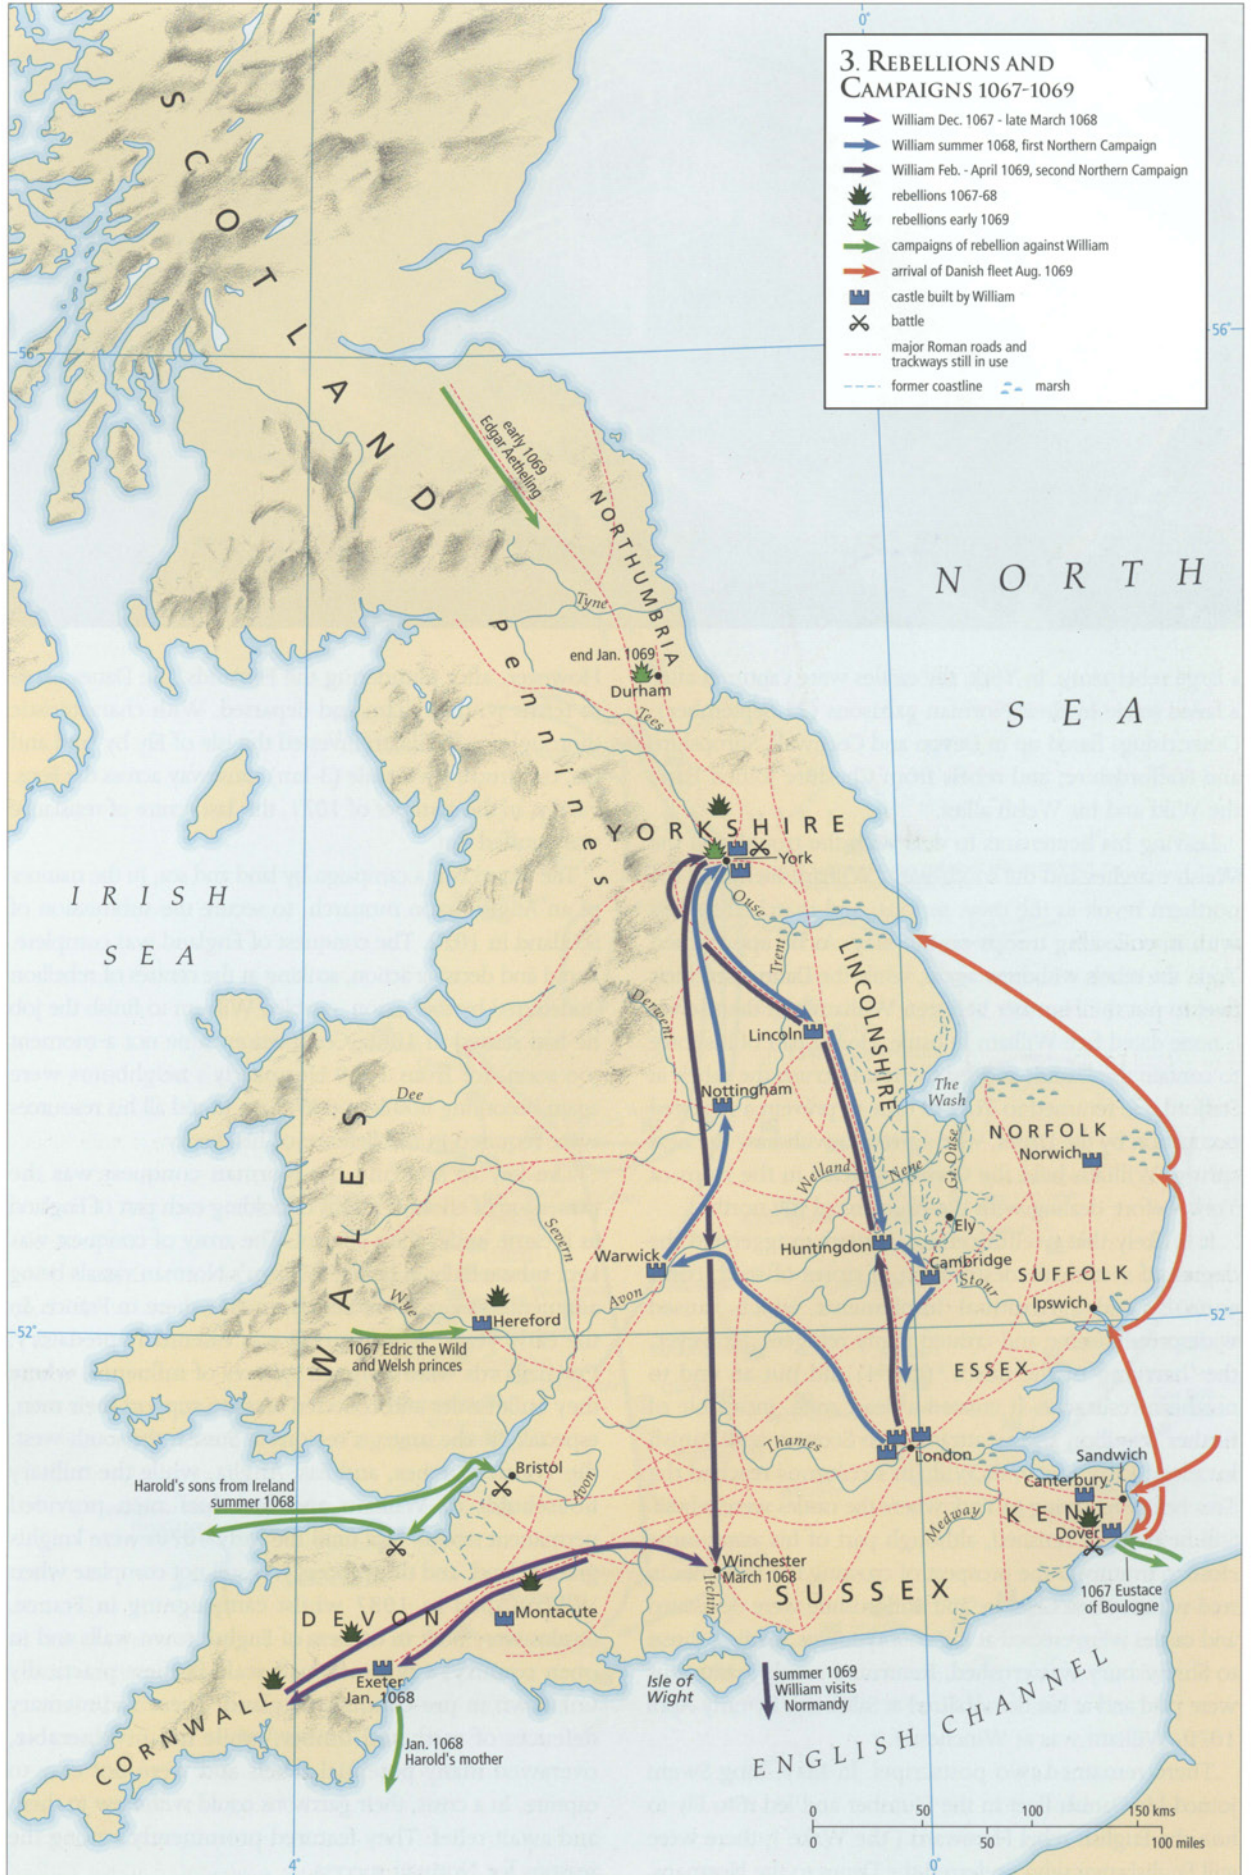 4°
0°
3. REBELLIONS AND
CAMPAIGNS 1067-1069
William Dec. 1067 - late March 1068
William summer 1068, first Northern Campaign
William Feb. - April 1069, second Northern Campaign
rebellions 1067-68
rebellions early 1069
campaigns of rebellion against William
arrival of Danish fleet Aug. 1069
castle built by William
battle
major Roman roads and
trackways still in use
former coastline
marsh
SCOTLAND
56°
56°
early 1069
Edgar Aetheling
NORTHUMBRIA
NORTH
SEA
Tyne
Pennines
end Jan. 1069
Durham
Tees
YORKSHIRE
York
IRISH
SEA
Ouse
Trent
LINCOLNSHIRE
Derwent
Lincoln
Nottingham
The
Wash
Dee
NORFOLK
Norwich
WALES
Welland
Nene
Gt. Ouse
Ely
Severn
Warwick
Huntingdon
Cambridge
Stour
SUFFOLK
Wye
Avon
Ipswich
Hereford
52°
52°
1067 Edric the Wild
and Welsh princes
ESSEX
Thames
London
Sandwich
Bristol
Avon
Canterbury
Harold's sons from Ireland
summer 1068
Medway
KENT
Dover
Winchester
March 1068
Itchin
SUSSEX
1067 Eustace
of Boulogne
DEVON
Montacute
Exeter
Jan. 1068
Isle of
Wight
summer 1069
William visits
Normandy
CORNWALL
Jan. 1068
Harold's mother
ENGLISH CHANNEL
0 50 100 150 kms
0 50 100 miles
4°
0°